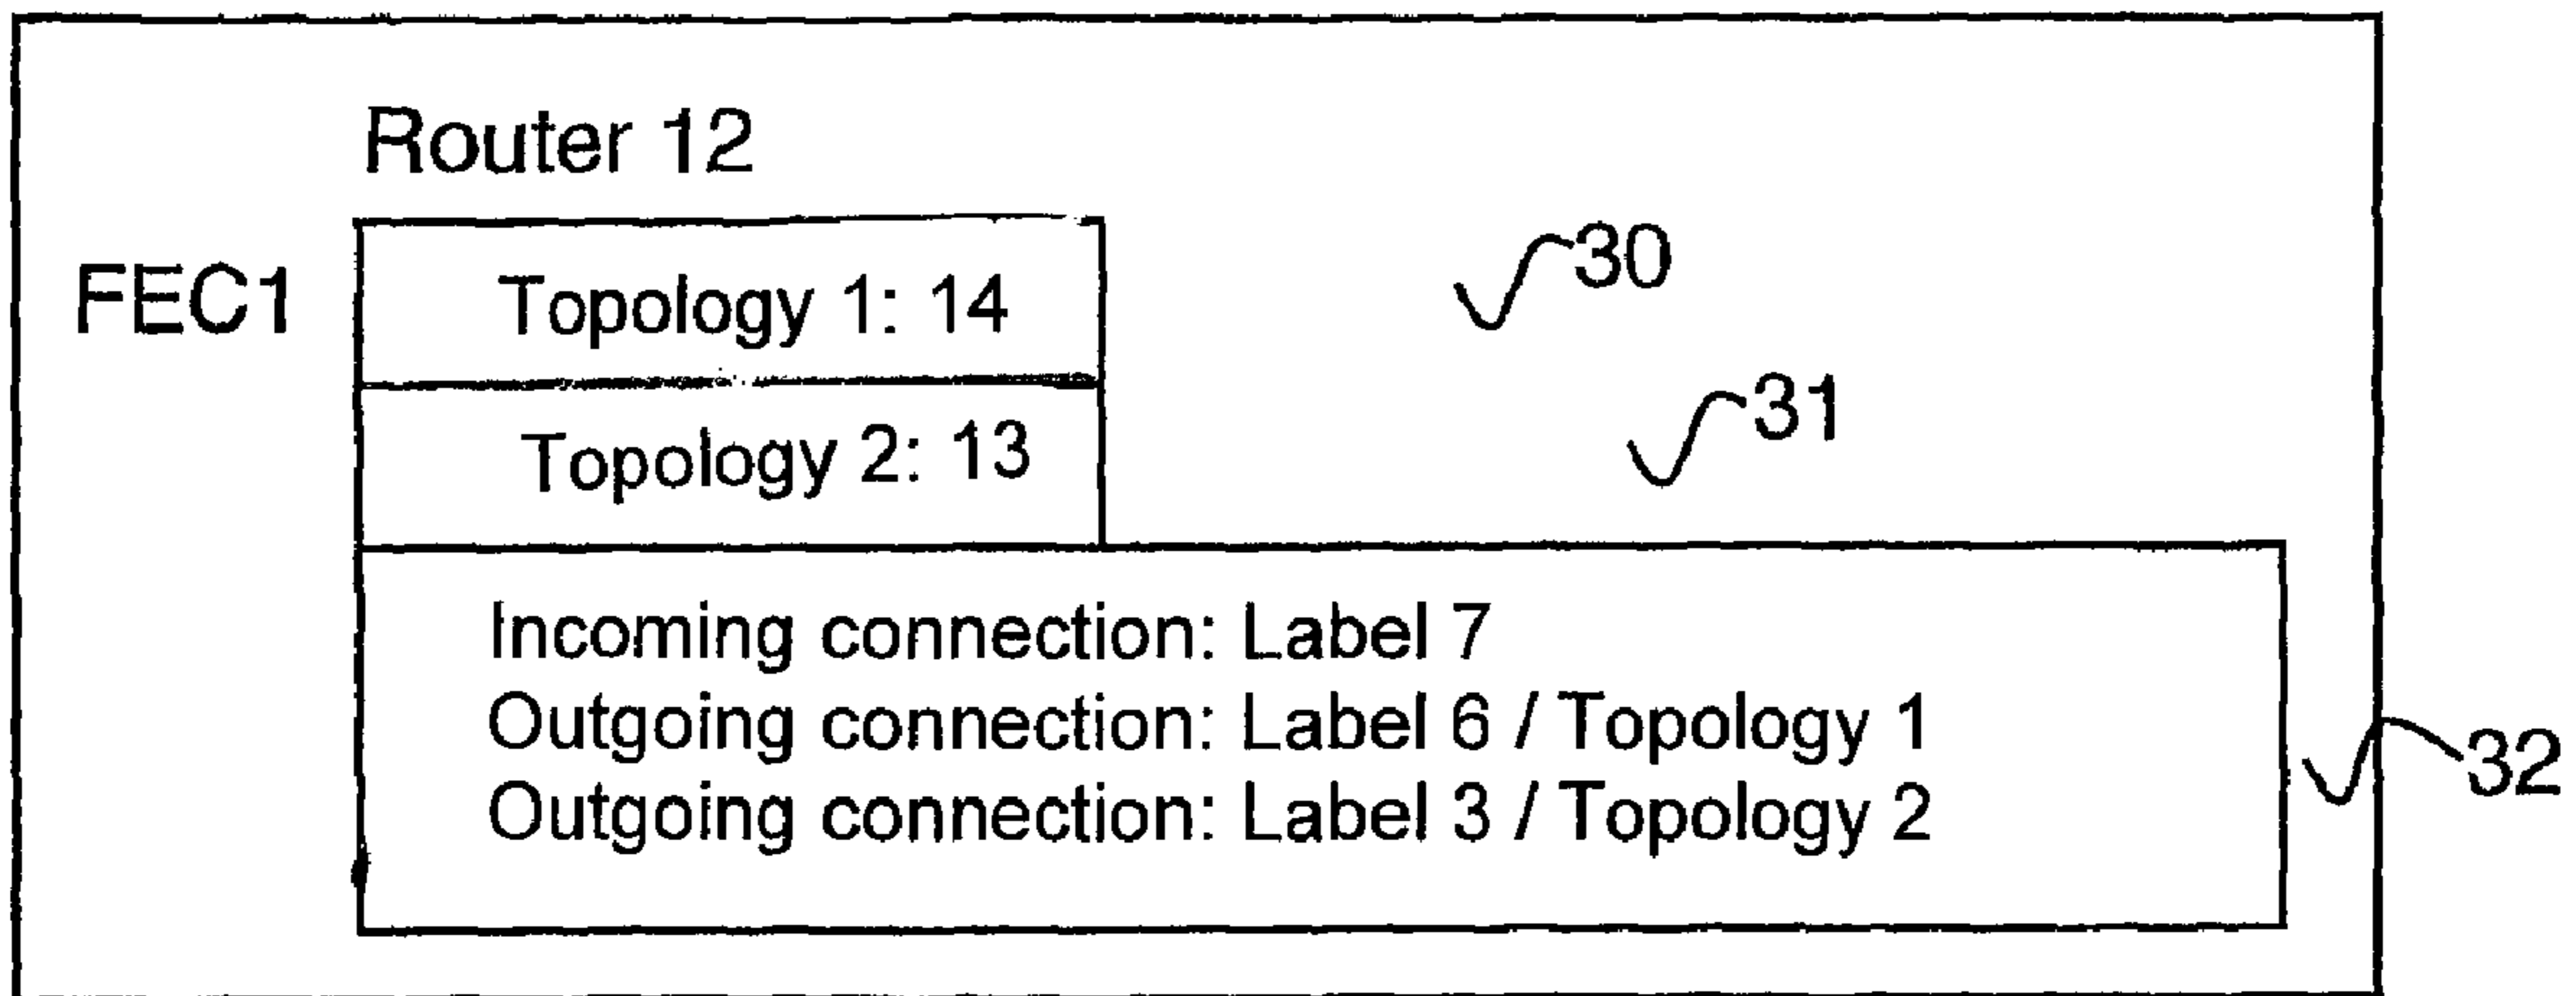 Router 12
FEC1
Topology 1: 14
30
Topology 2: 13
31
Incoming connection: Label 7
Outgoing connection: Label 6 / Topology 1
Outgoing connection: Label 3 / Topology 2
32